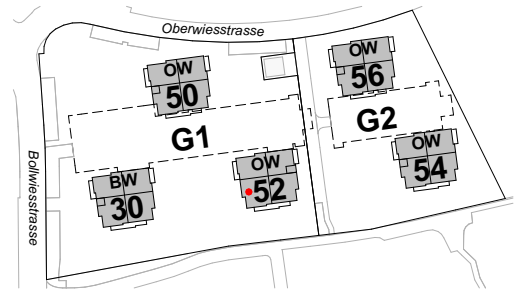 Oberwiesstrasse
OW
56
OW
50
G2
G1
OW
54
OW
52
BW
30
Bollwiesstrasse